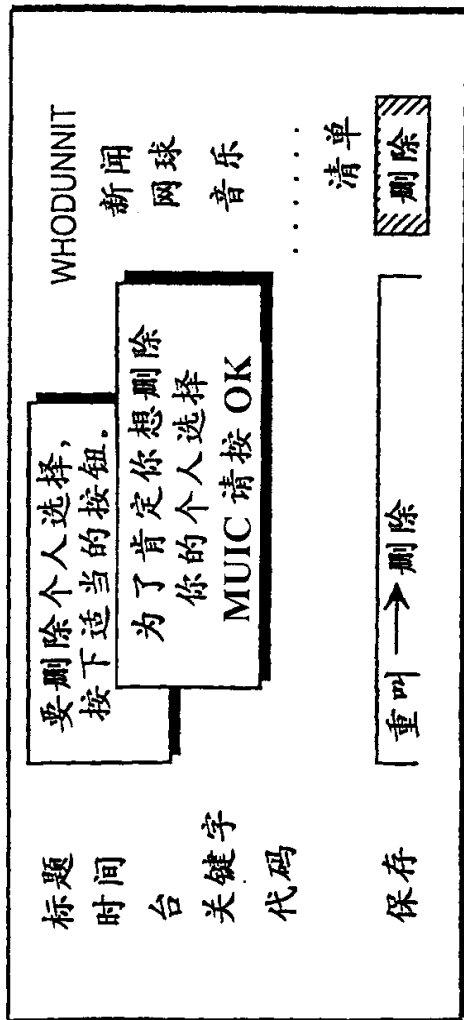 标题
时间
台
关键字
代码
保存
要删除个人选择，
按下适当的按钮。
为了肯定你想删除
你的个人选择
MUIC 请按 OK
重叫 → 删除
WHODUNNIT
新闻
网球
音乐
. . . . . .
清单
删除